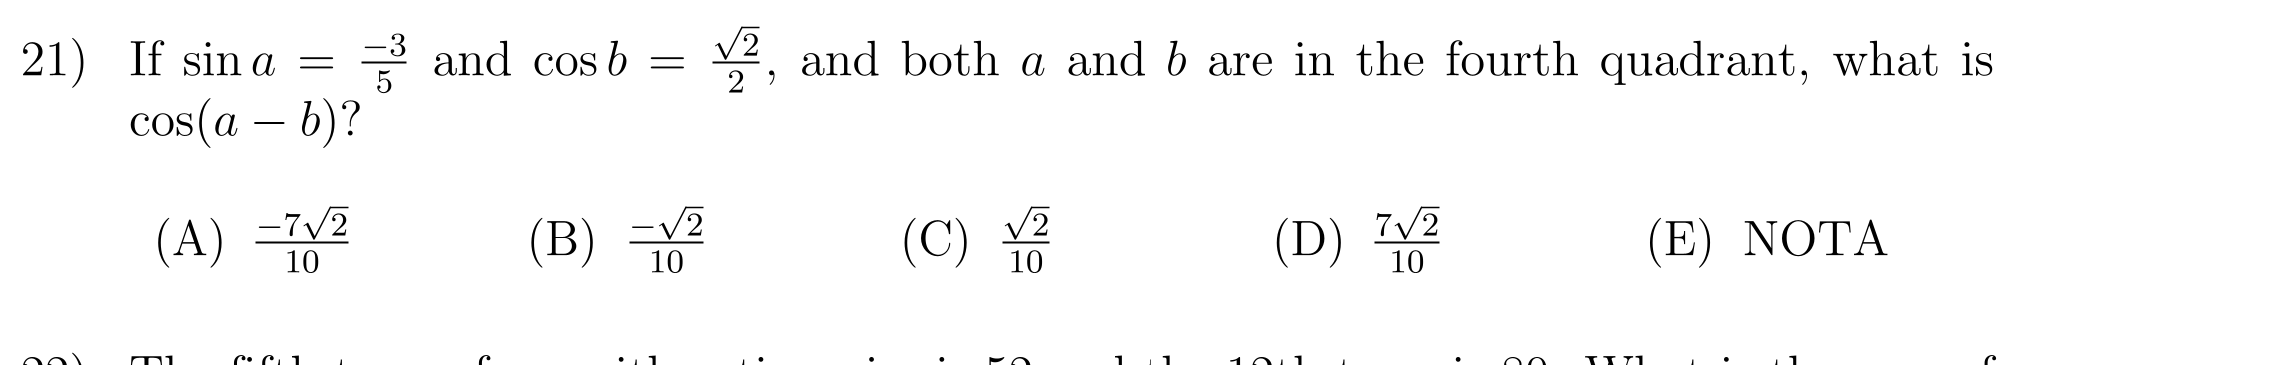 21) If sin a = −3/5 and cos b = √2/2, and both a and b are in the fourth quadrant, what is
cos(a − b)?
(A) −7√2/10 (B) −√2/10 (C) √2/10 (D) 7√2/10 (E) NOTA